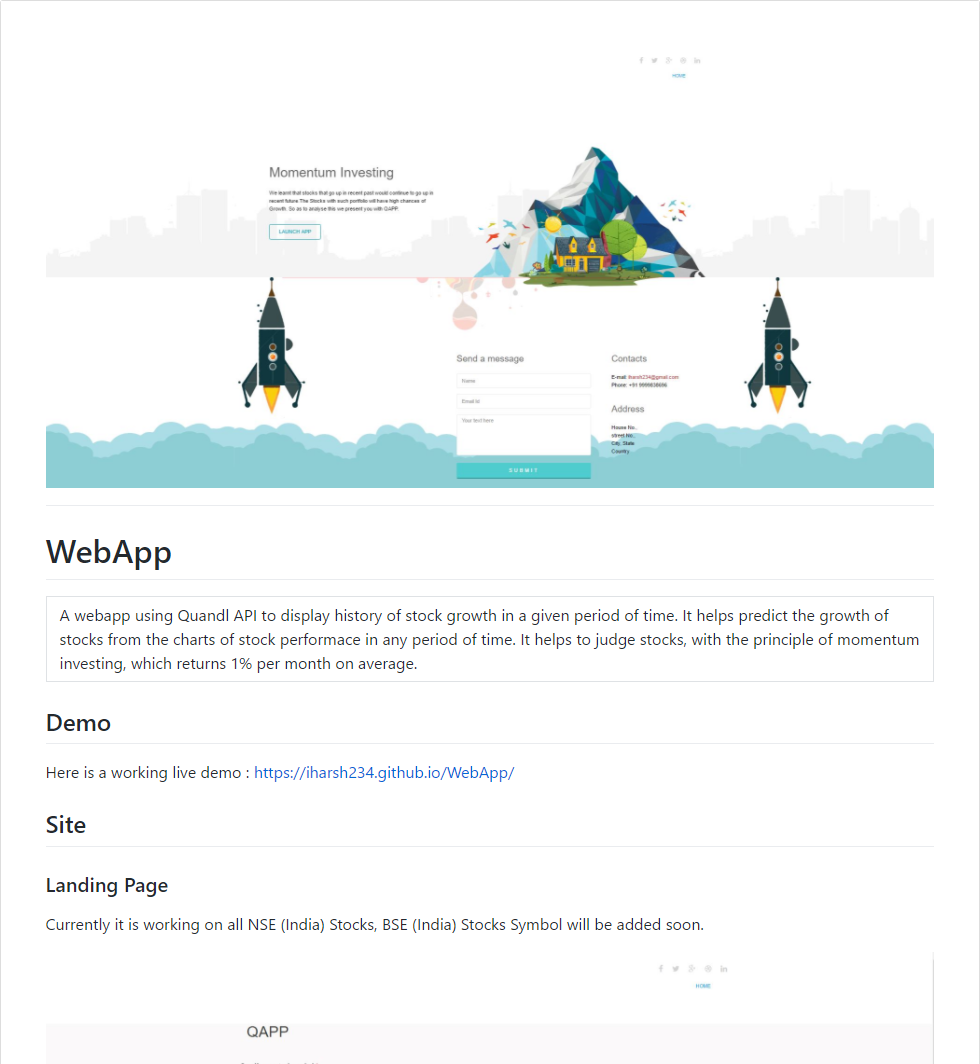 HOME
Momentum Investing
We learnt that stocks that go up in recent past would continue to go up in
recent future.The Stocks with such portfolio will have high chances of
Growth. So as to analyse this we present you with QAPP.
LAUNCH APP
Send a message
Name
Email Id
Your text here
SUBMIT
Contacts
E-mail: iharsh234@gmail.com
Phone: +91 9999838696
Address
House No.
street No.
City, State
Country
WebApp
A webapp using Quandl API to display history of stock growth in a given period of time. It helps predict the growth of
stocks from the charts of stock performace in any period of time. It helps to judge stocks, with the principle of momentum
investing, which returns 1% per month on average.
Demo
Here is a working live demo : https://iharsh234.github.io/WebApp/
Site
Landing Page
Currently it is working on all NSE (India) Stocks, BSE (India) Stocks Symbol will be added soon.
HOME
QAPP